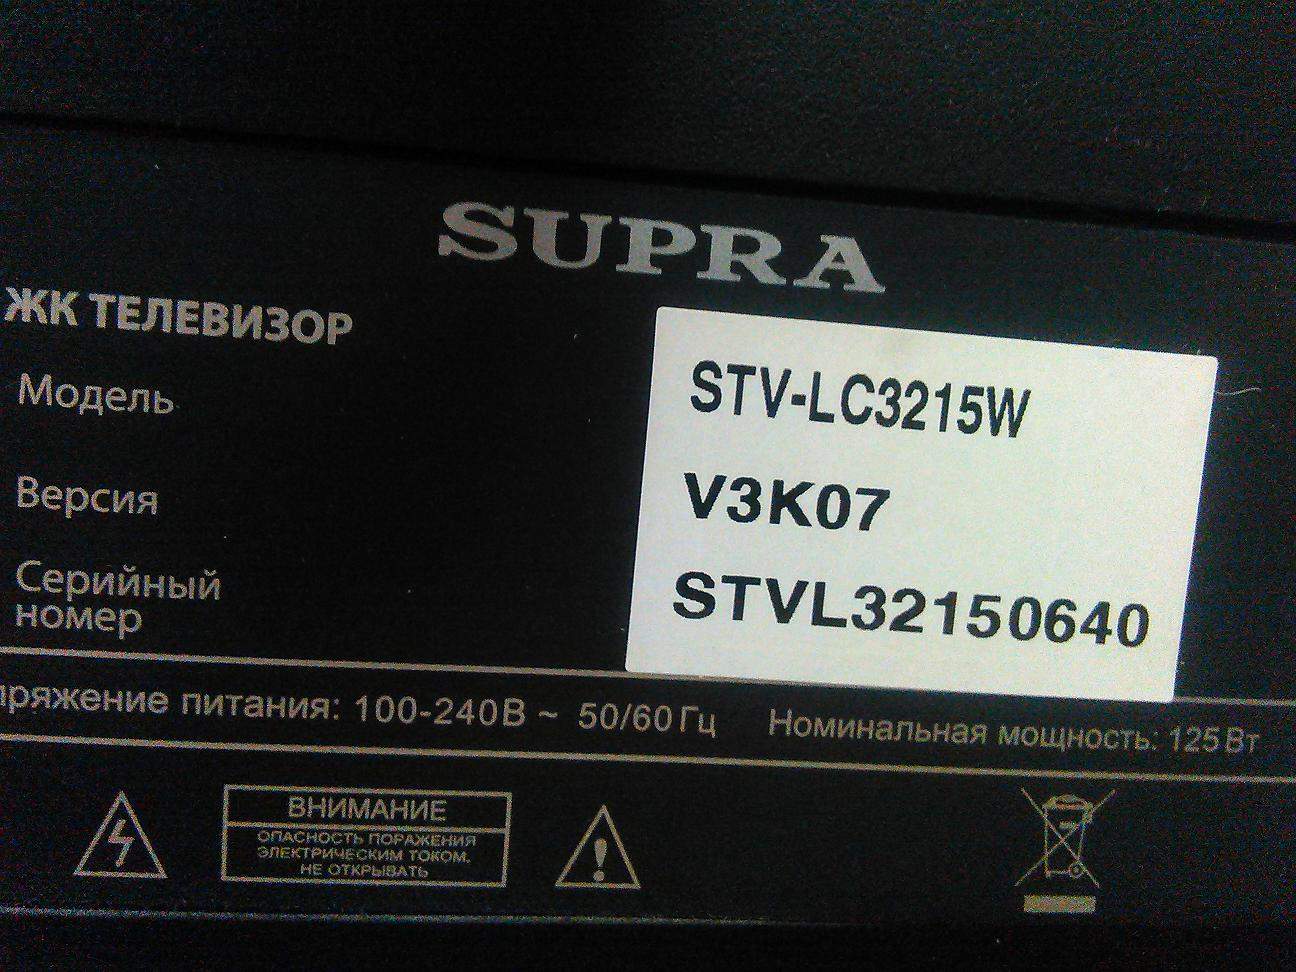 SUPRA
ЖК ТЕЛЕВИЗОР
Модель STV-LC3215W
Версия V3K07
Серийный номер STVL32150640
пряжение питания: 100-240В ~ 50/60 Гц Номинальная мощность: 125 Вт
ВНИМАНИЕ
ОПАСНОСТЬ ПОРАЖЕНИЯ
ЭЛЕКТРИЧЕСКИМ ТОКОМ.
НЕ ОТКРЫВАТЬ